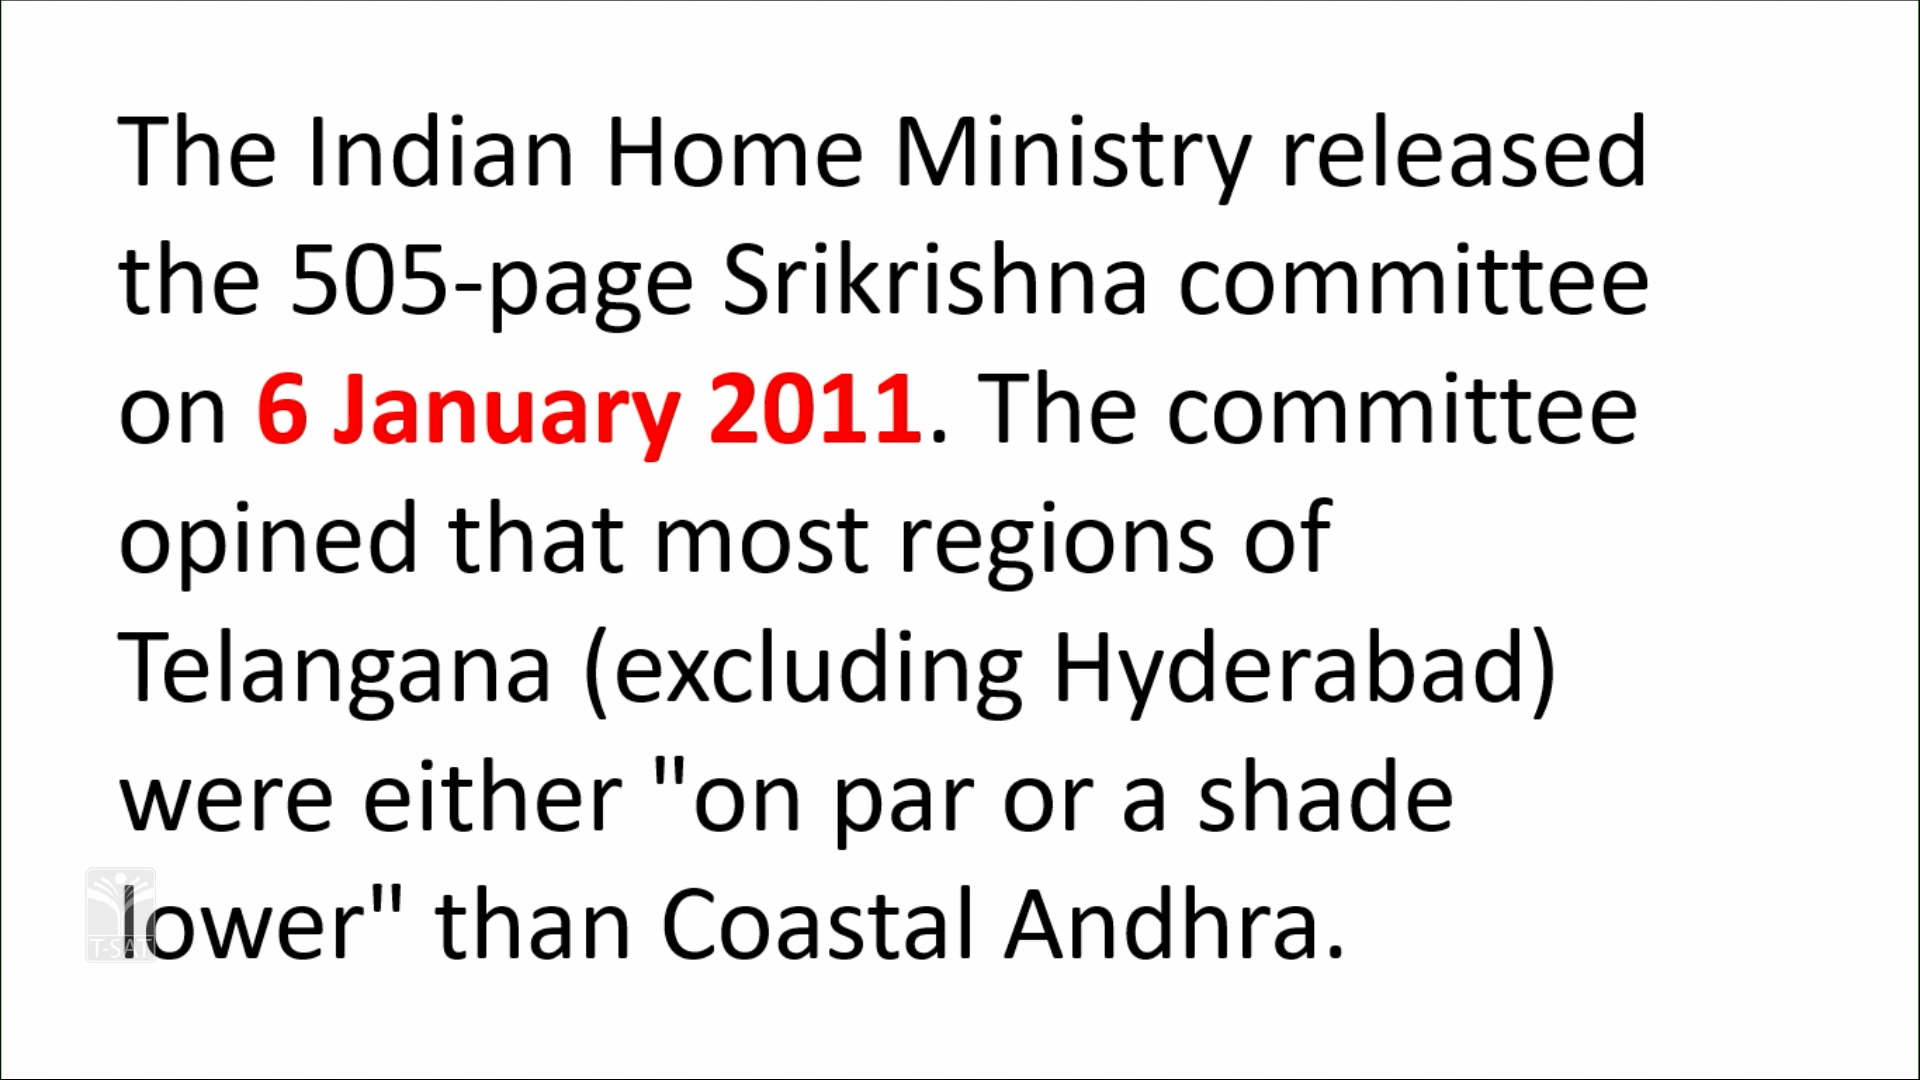 The Indian Home Ministry released
the 505-page Srikrishna committee
on 6 January 2011. The committee
opined that most regions of
Telangana (excluding Hyderabad)
were either "on par or a shade
lower" than Coastal Andhra.
T-SAT